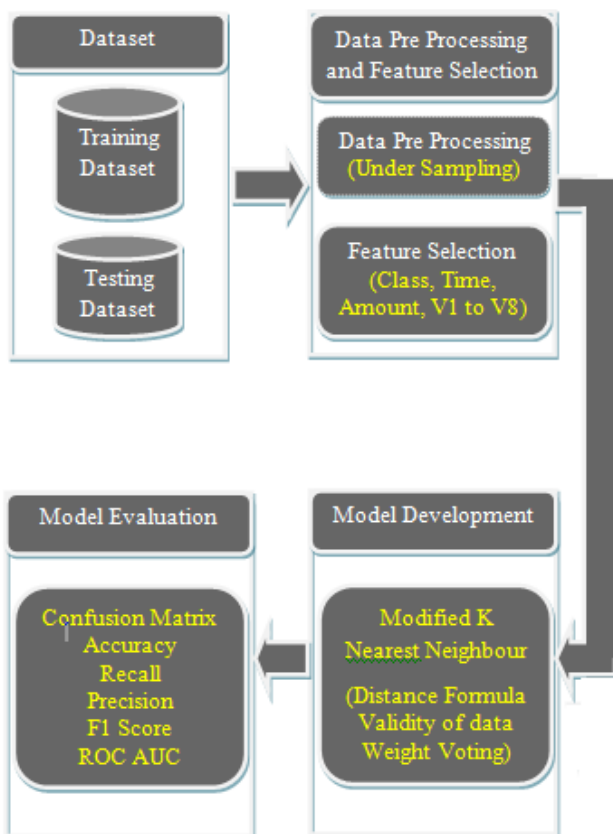 Dataset
Training
Dataset
Testing
Dataset
Data Pre Processing
and Feature Selection
Data Pre Processing
(Under Sampling)
Feature Selection
(Class, Time,
Amount, V1 to V8)
Model Development
Modified K
Nearest Neighbour
(Distance Formula
Validity of data
Weight Voting)
Model Evaluation
Confusion Matrix
Accuracy
Recall
Precision
F1 Score
ROC AUC